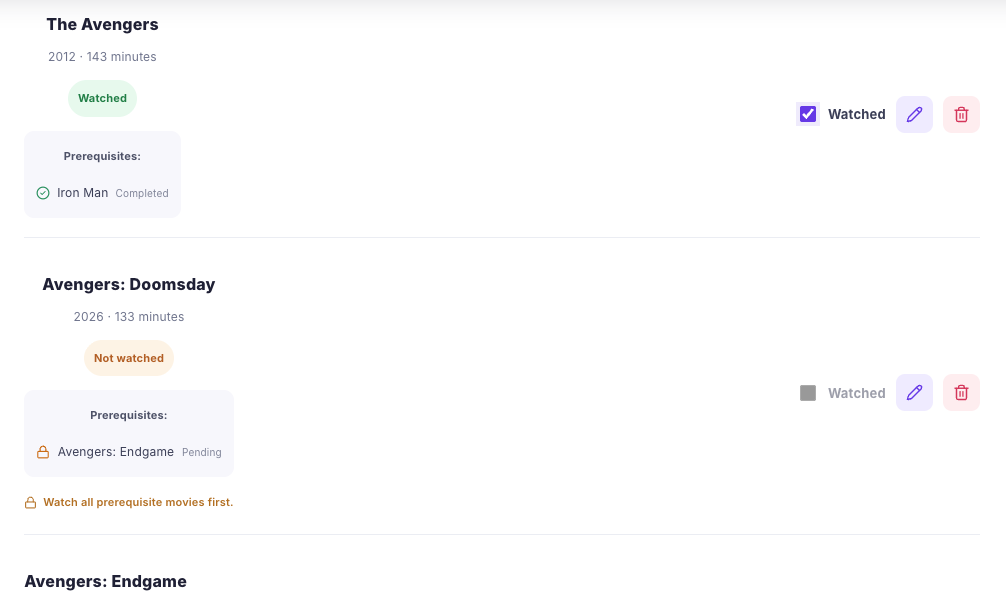 The Avengers
2012 · 143 minutes
Watched
Prerequisites:
Iron Man Completed
Watched
Avengers: Doomsday
2026 · 133 minutes
Not watched
Prerequisites:
Avengers: Endgame Pending
Watch all prerequisite movies first.
Watched
Avengers: Endgame